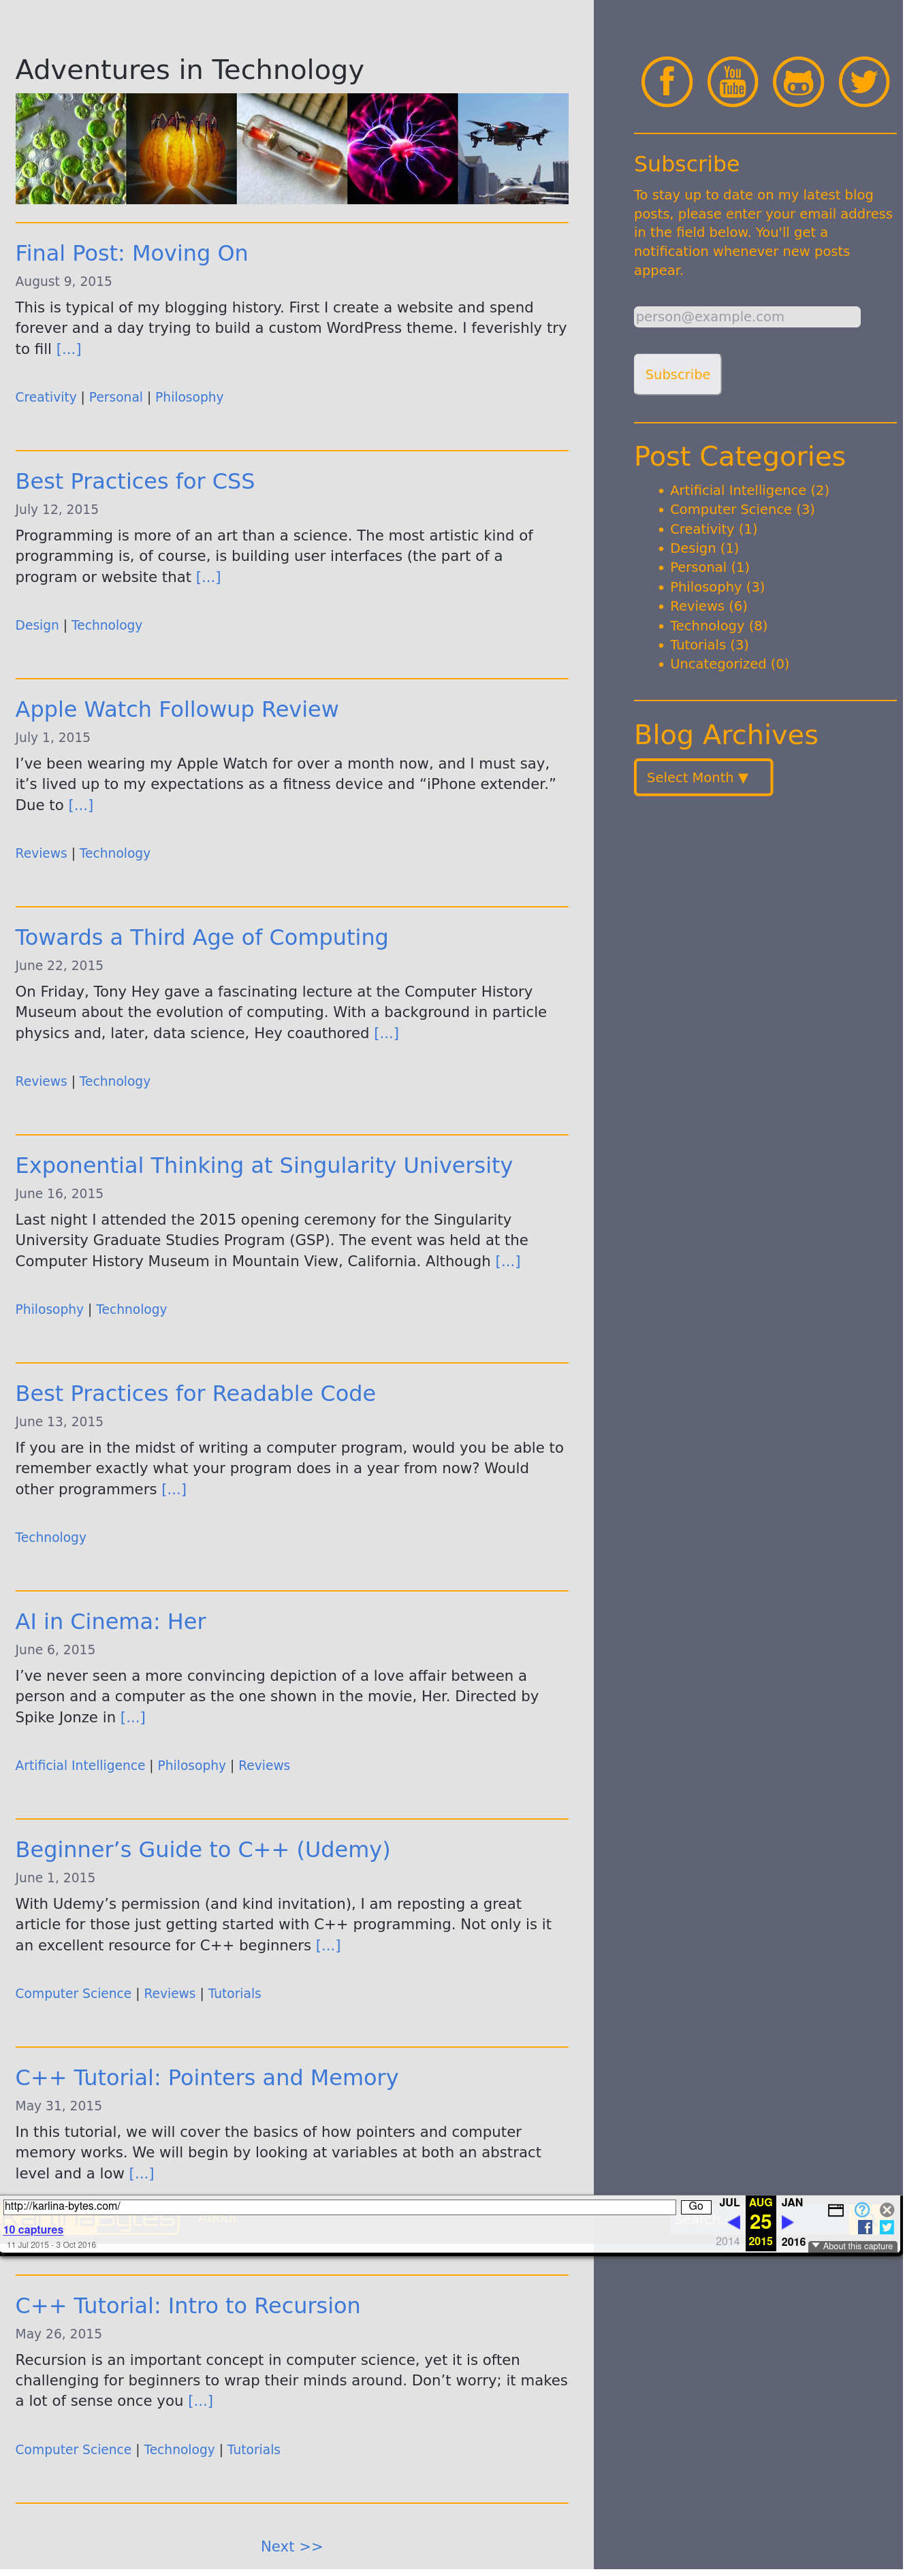 Adventures in Technology
Final Post: Moving On
August 9, 2015
This is typical of my blogging history. First I create a website and spend
forever and a day trying to build a custom WordPress theme. I feverishly try
to fill [...]
Creativity | Personal | Philosophy
Best Practices for CSS
July 12, 2015
Programming is more of an art than a science. The most artistic kind of
programming is, of course, is building user interfaces (the part of a
program or website that [...]
Design | Technology
Apple Watch Followup Review
July 1, 2015
I’ve been wearing my Apple Watch for over a month now, and I must say,
it’s lived up to my expectations as a fitness device and “iPhone extender.”
Due to [...]
Reviews | Technology
Towards a Third Age of Computing
June 22, 2015
On Friday, Tony Hey gave a fascinating lecture at the Computer History
Museum about the evolution of computing. With a background in particle
physics and, later, data science, Hey coauthored [...]
Reviews | Technology
Exponential Thinking at Singularity University
June 16, 2015
Last night I attended the 2015 opening ceremony for the Singularity
University Graduate Studies Program (GSP). The event was held at the
Computer History Museum in Mountain View, California. Although [...]
Philosophy | Technology
Best Practices for Readable Code
June 13, 2015
If you are in the midst of writing a computer program, would you be able to
remember exactly what your program does in a year from now? Would
other programmers [...]
Technology
AI in Cinema: Her
June 6, 2015
I’ve never seen a more convincing depiction of a love affair between a
person and a computer as the one shown in the movie, Her. Directed by
Spike Jonze in [...]
Artificial Intelligence | Philosophy | Reviews
Beginner’s Guide to C++ (Udemy)
June 1, 2015
With Udemy’s permission (and kind invitation), I am reposting a great
article for those just getting started with C++ programming. Not only is it
an excellent resource for C++ beginners [...]
Computer Science | Reviews | Tutorials
C++ Tutorial: Pointers and Memory
May 31, 2015
In this tutorial, we will cover the basics of how pointers and computer
memory works. We will begin by looking at variables at both an abstract
level and a low [...]
http://karlina-bytes.com/ Go JUL AUG JAN
10 captures 25
11 Jul 2015 - 3 Oct 2016 2014 2015 2016 About this capture
KarlinaBytes About Search
C++ Tutorial: Intro to Recursion
May 26, 2015
Recursion is an important concept in computer science, yet it is often
challenging for beginners to wrap their minds around. Don’t worry; it makes
a lot of sense once you [...]
Computer Science | Technology | Tutorials
Next >>
You
Tube
Subscribe
To stay up to date on my latest blog
posts, please enter your email address
in the field below. You'll get a
notification whenever new posts
appear.
person@example.com
Subscribe
Post Categories
Artificial Intelligence (2)
Computer Science (3)
Creativity (1)
Design (1)
Personal (1)
Philosophy (3)
Reviews (6)
Technology (8)
Tutorials (3)
Uncategorized (0)
Blog Archives
Select Month ▼